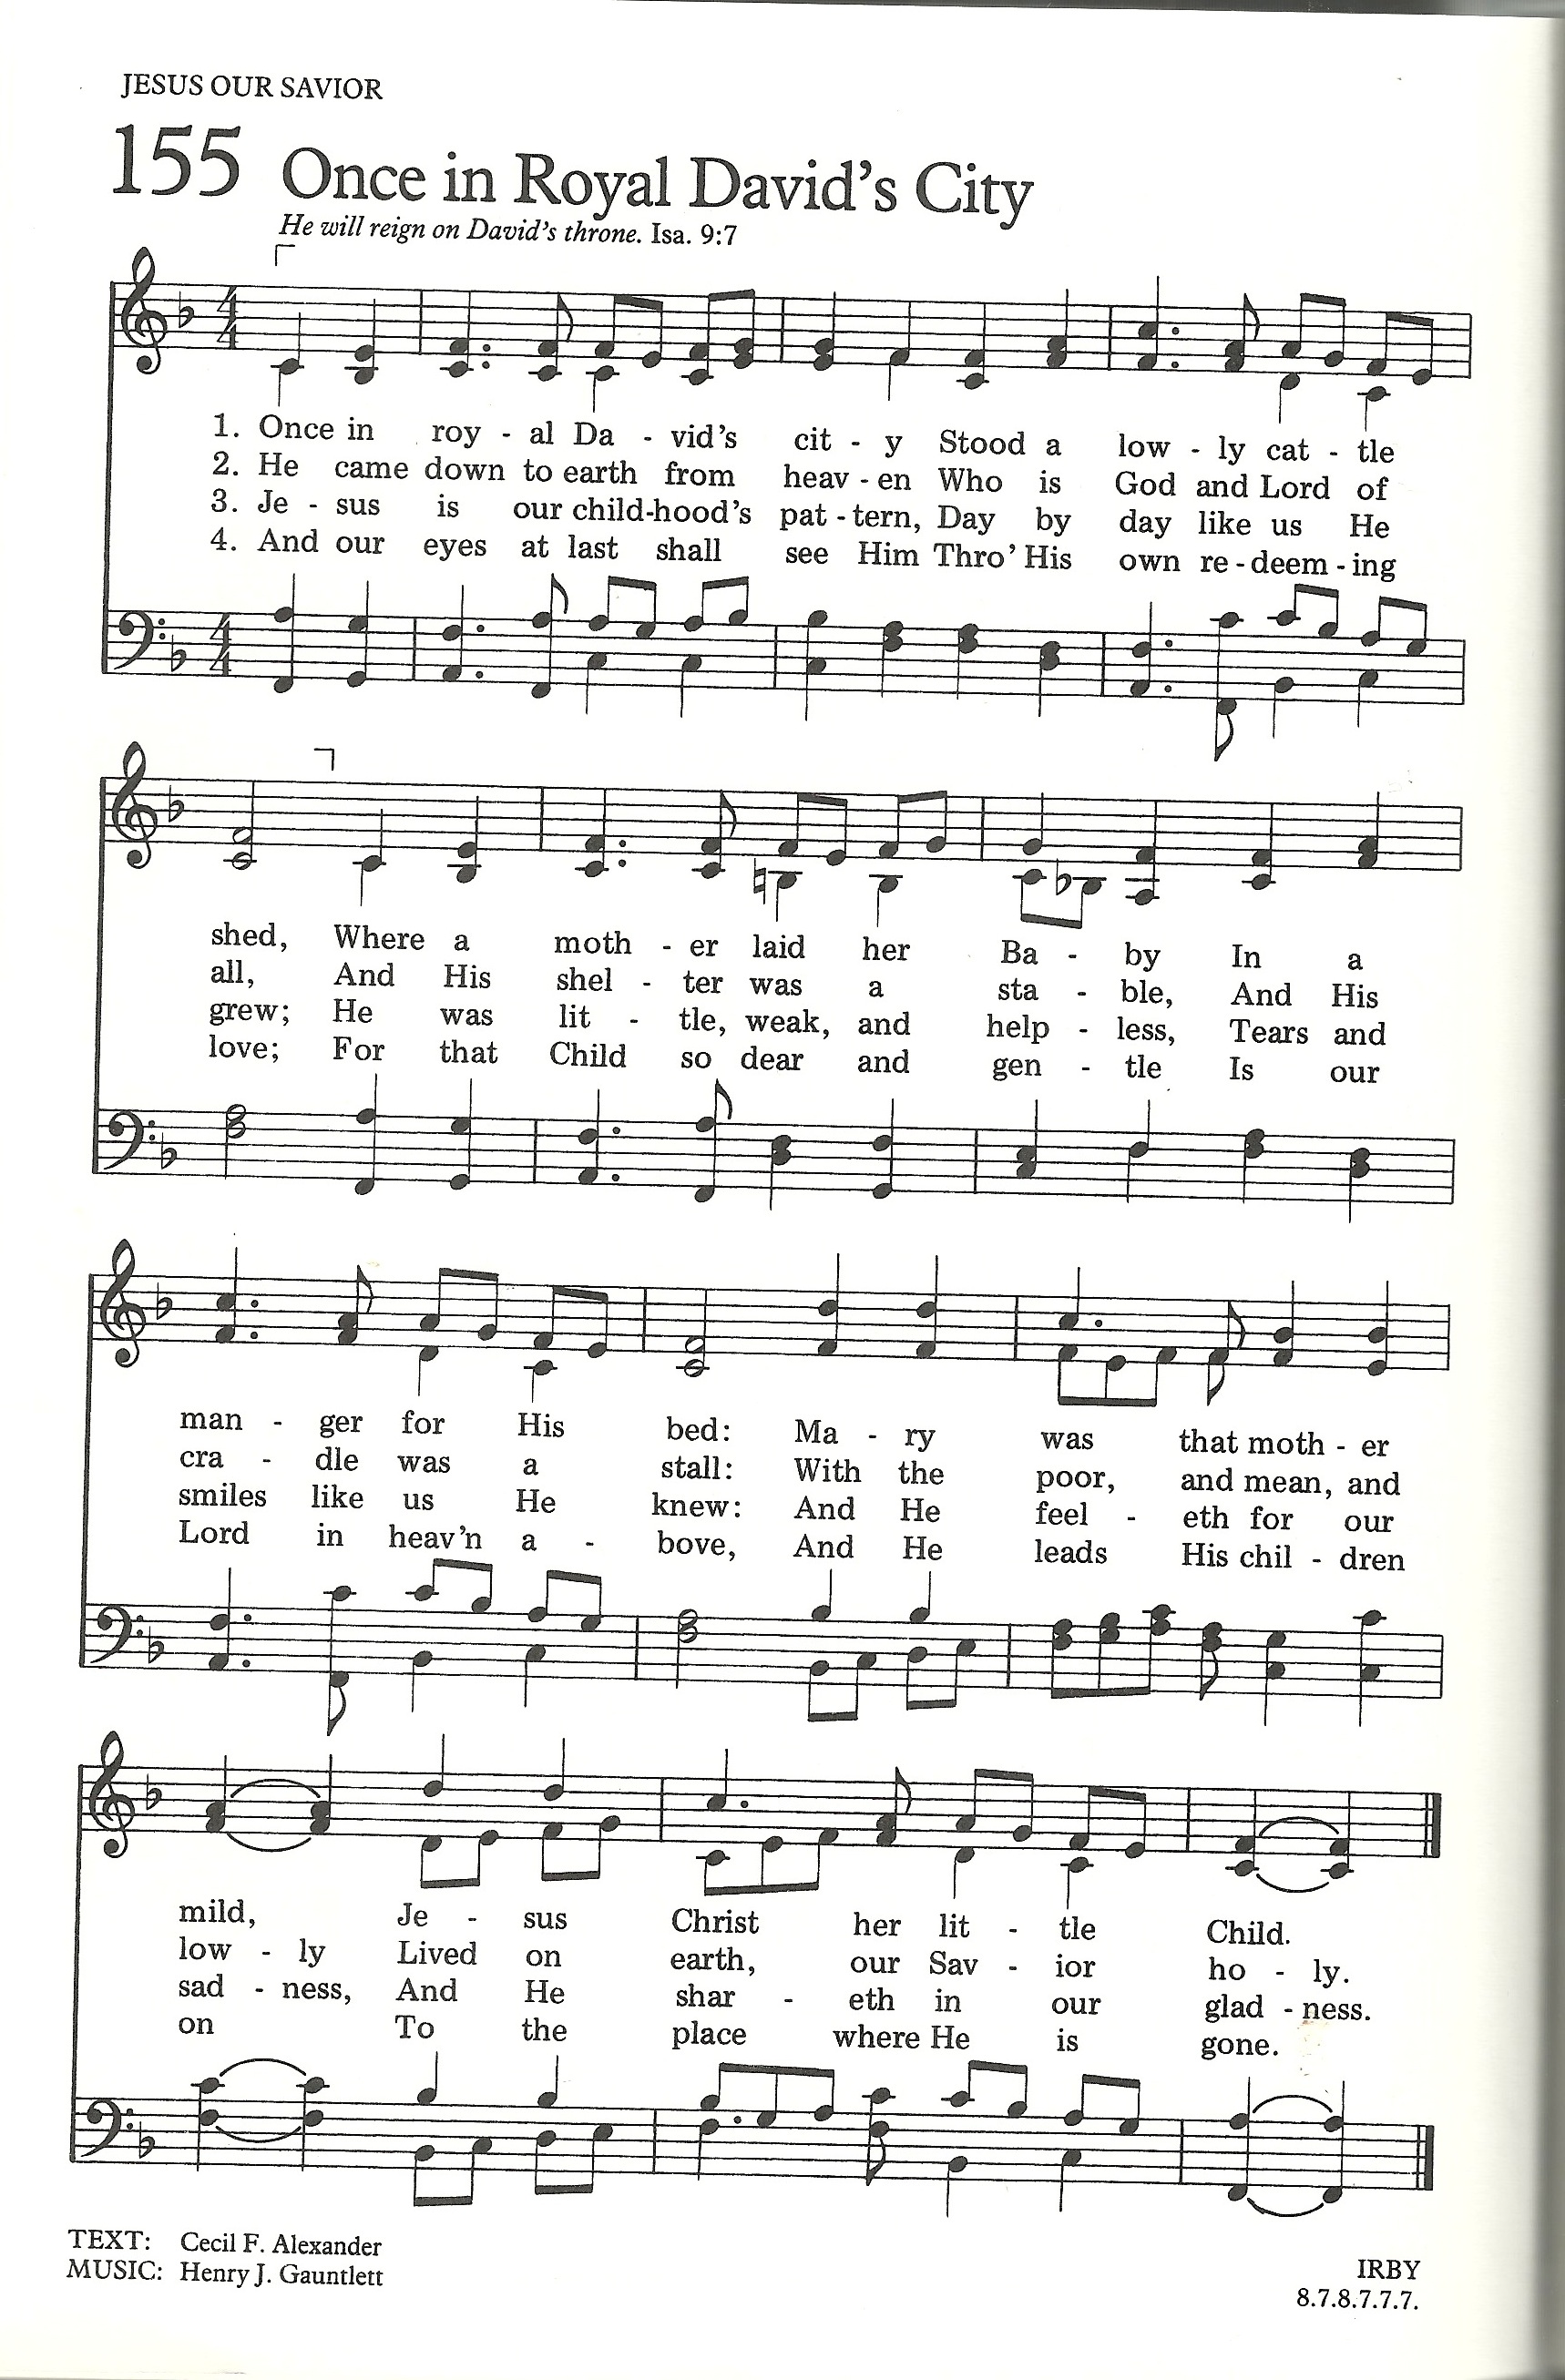 JESUS OUR SAVIOR
155 Once in Royal David's City
He will reign on David's throne. Isa. 9:7
1. Once in roy - al Da - vid's cit - y Stood a low - ly cat - tle
2. He came down to earth from heav - en Who is God and Lord of
3. Je - sus is our child-hood's pat - tern, Day by day like us He
4. And our eyes at last shall see Him Thro' His own re - deem - ing
shed, Where a moth - er laid her Ba - by In a
all, And His shel - ter was a sta - ble, And His
grew; He was lit - tle, weak, and help - less, Tears and
love; For that Child so dear and gen - tle Is our
man - ger for His bed: Ma - ry was that moth - er
cra - dle was a stall: With the poor, and mean, and
smiles like us He knew: And He feel - eth for our
Lord in heav'n a - bove, And He leads His chil - dren
mild, Je - sus Christ her lit - tle Child.
low - ly Lived on earth, our Sav - ior ho - ly.
sad - ness, And He shar - eth in our glad - ness.
on To the place where He is gone.
TEXT: Cecil F. Alexander
MUSIC: Henry J. Gauntlett
IRBY
8.7.8.7.7.7.